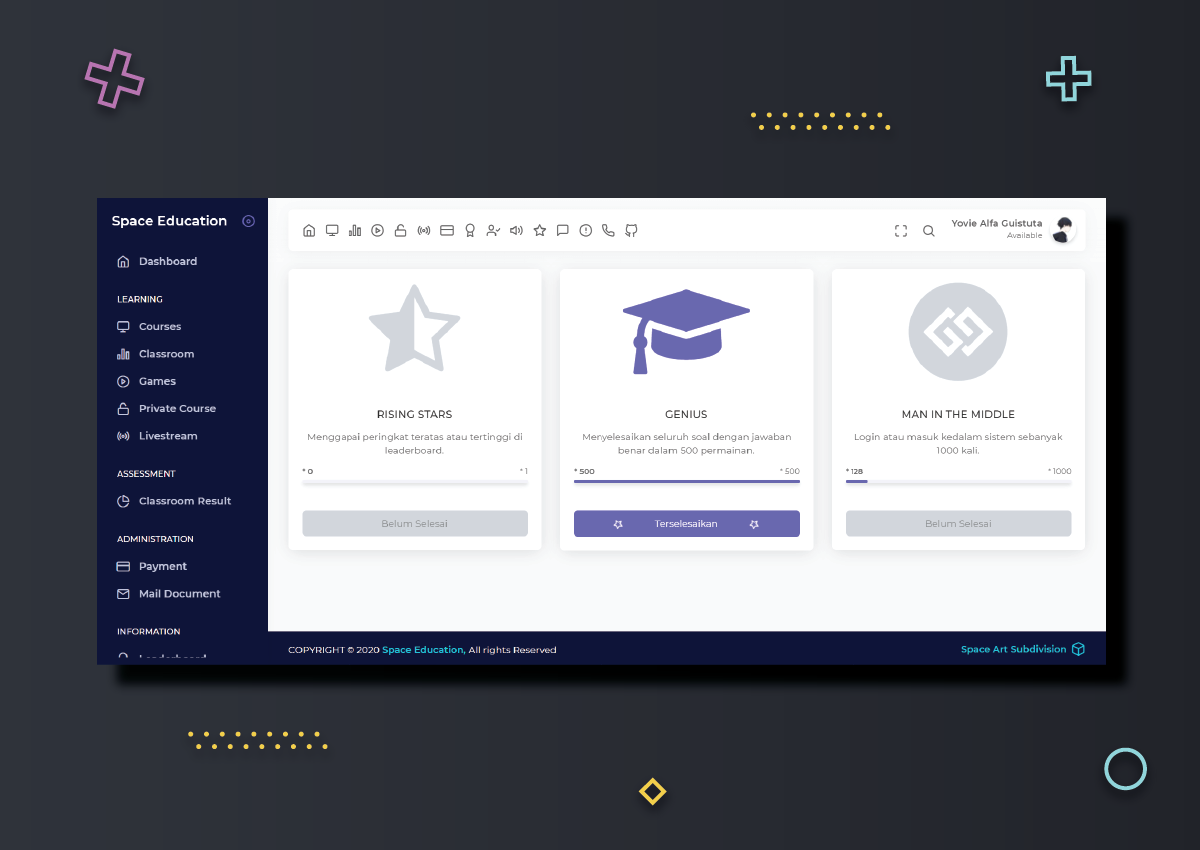 Space Education
Dashboard
LEARNING
Courses
Classroom
Games
Private Course
Livestream
ASSESSMENT
Classroom Result
ADMINISTRATION
Payment
Mail Document
INFORMATION
Leaderboard
Yovie Alfa Guistuta
Available
RISING STARS
Menggapai peringkat teratas atau tertinggi di
leaderboard.
* 0 * 1
Belum Selesai
GENIUS
Menyelesaikan seluruh soal dengan jawaban
benar dalam 500 permainan.
* 500 * 500
Terselesaikan
MAN IN THE MIDDLE
Login atau masuk kedalam sistem sebanyak
1000 kali.
* 128 * 1000
Belum Selesai
COPYRIGHT © 2020 Space Education, All rights Reserved
Space Art Subdivision